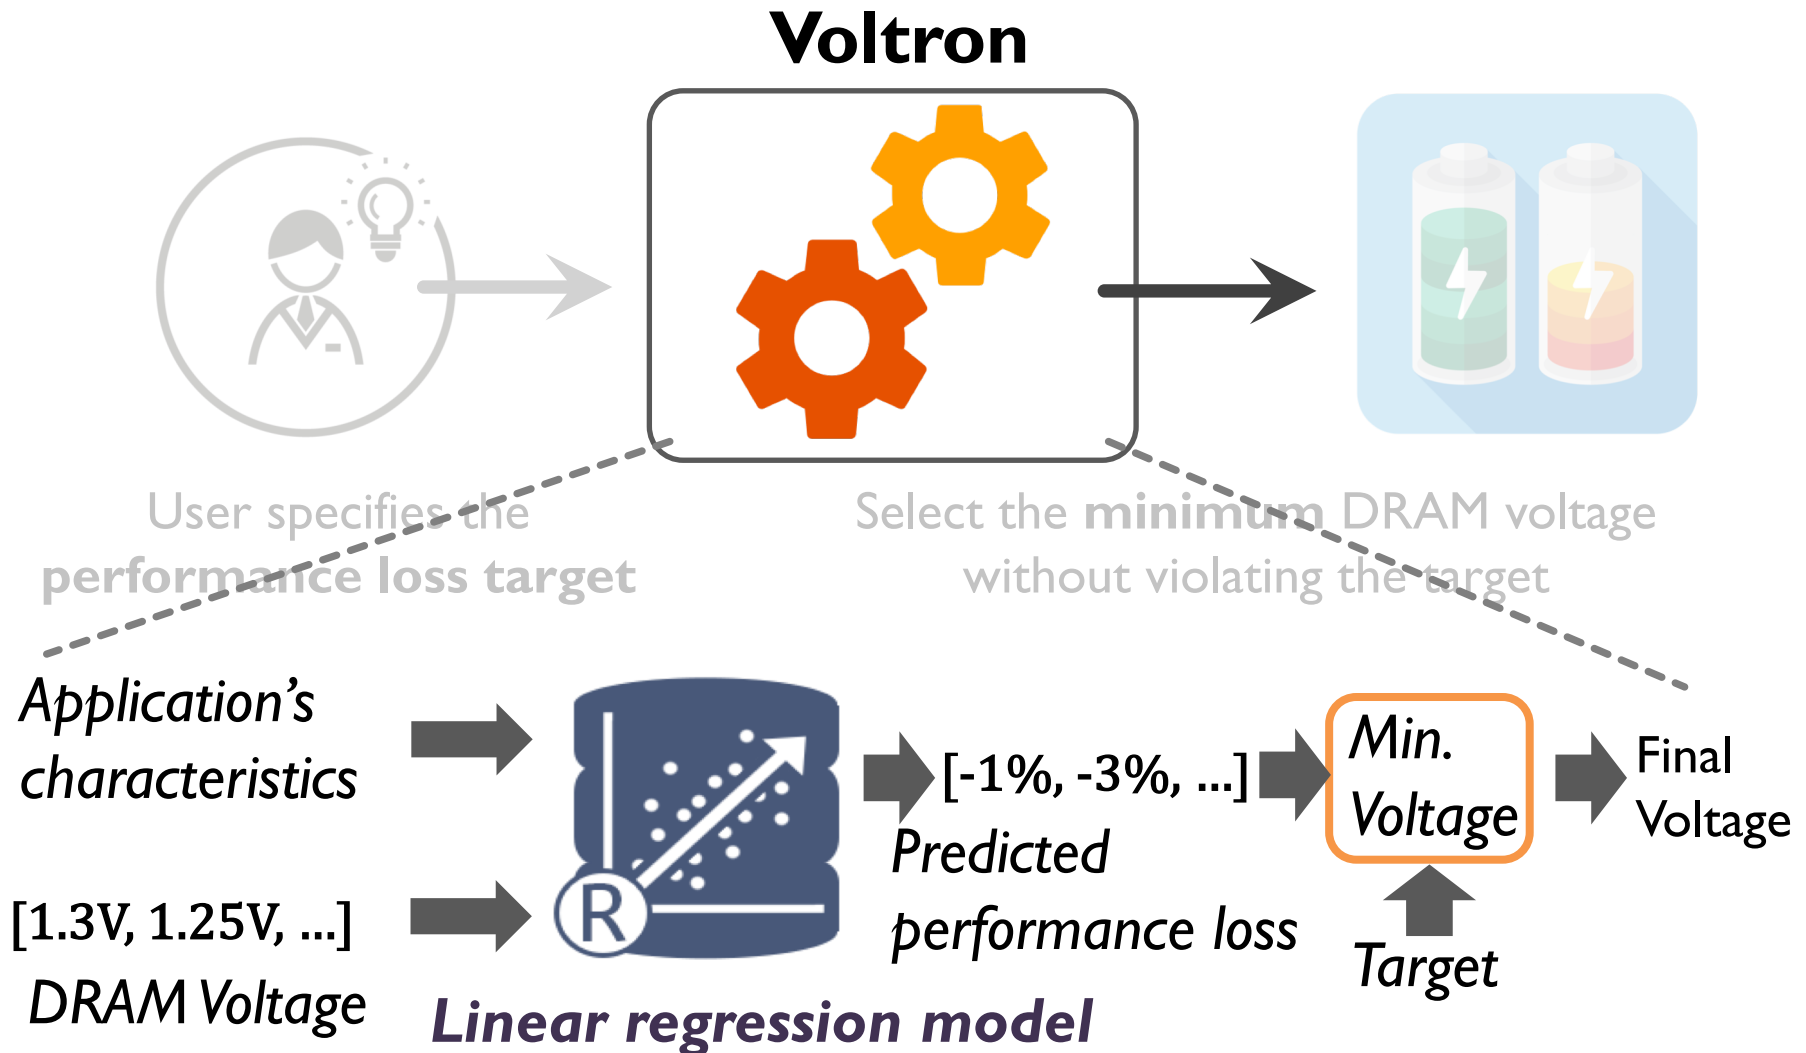 Voltron
User specifies the
performance loss target
Select the minimum DRAM voltage
without violating the target
Application’s
characteristics
[1.3V, 1.25V, ...]
DRAM Voltage
R
Linear regression model
[-1%, -3%, ...]
Predicted
performance loss
Min.
Voltage
Target
Final
Voltage